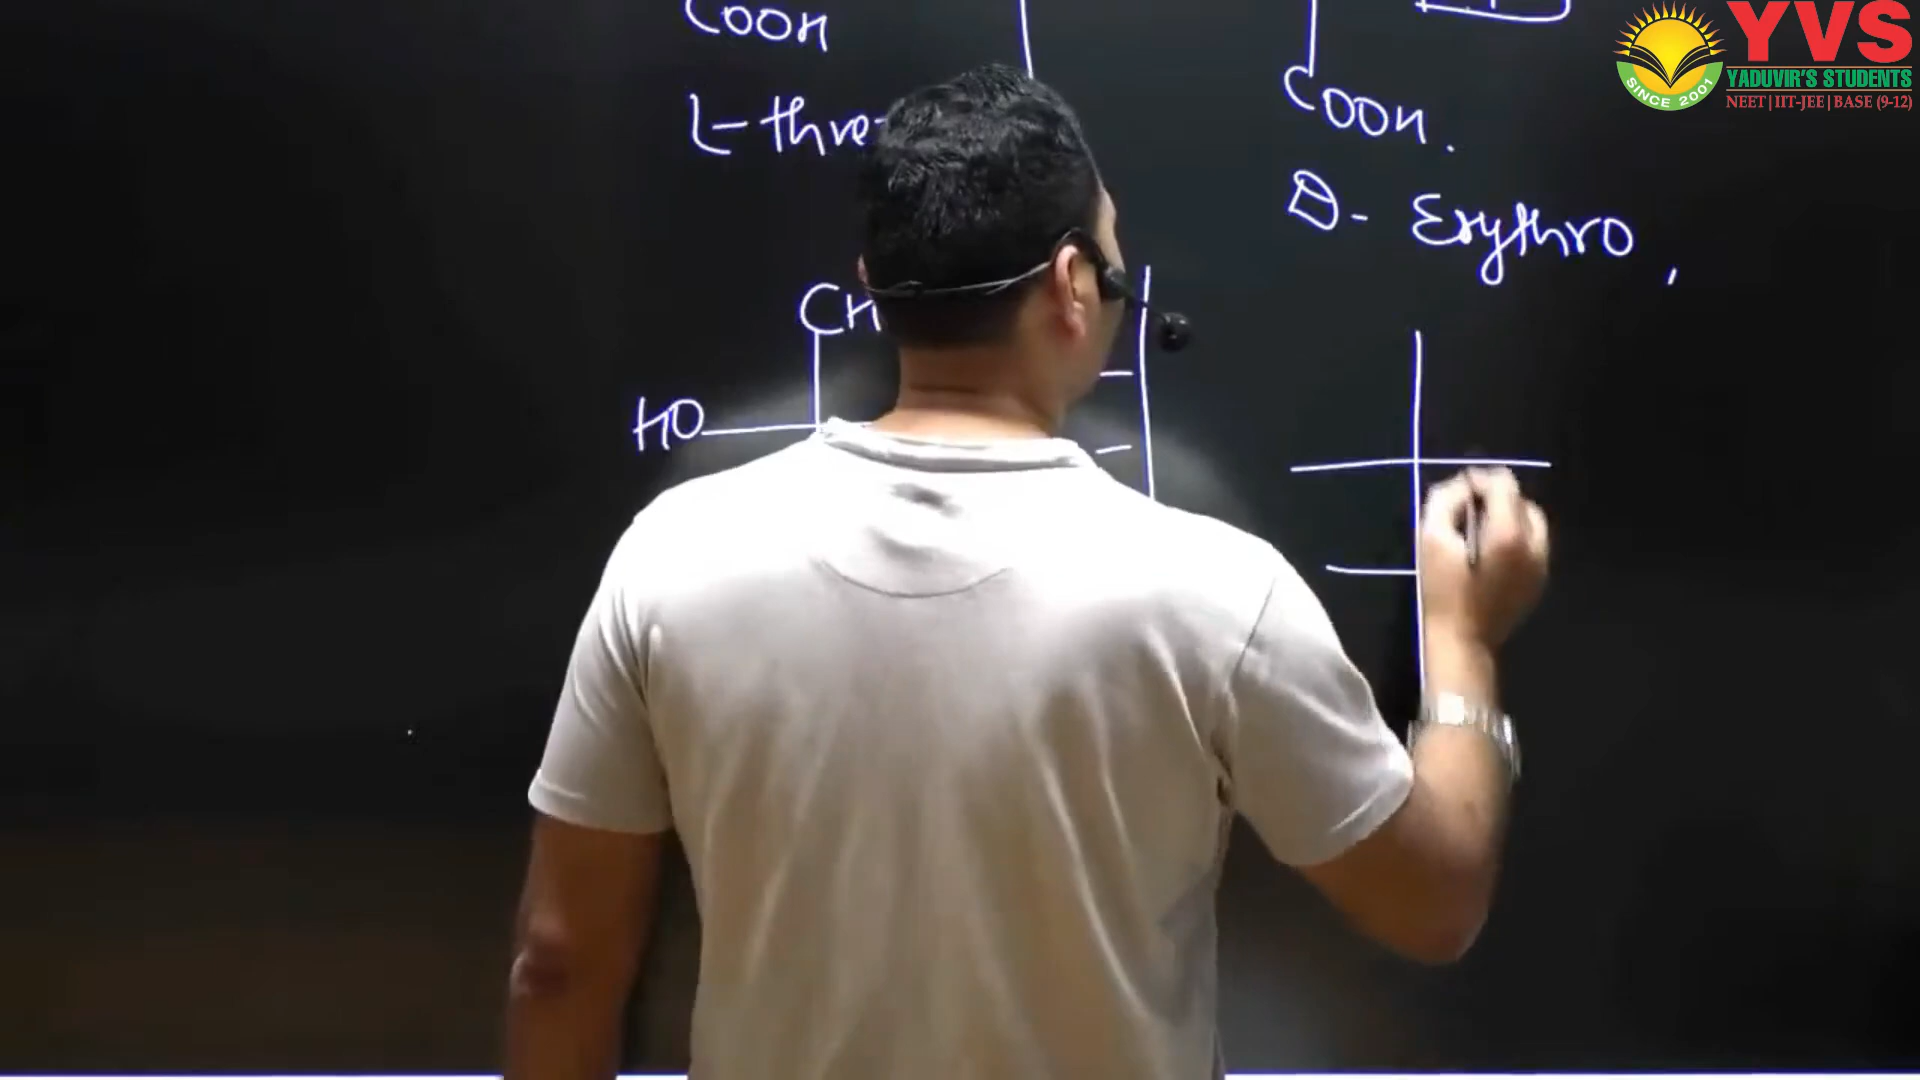 COOH
COOH.
L-thre
D- Erythro,
CH
HO
YVS
YADUVIR'S STUDENTS
NEET | IIT-JEE | BASE (9-12)
SINCE 2001